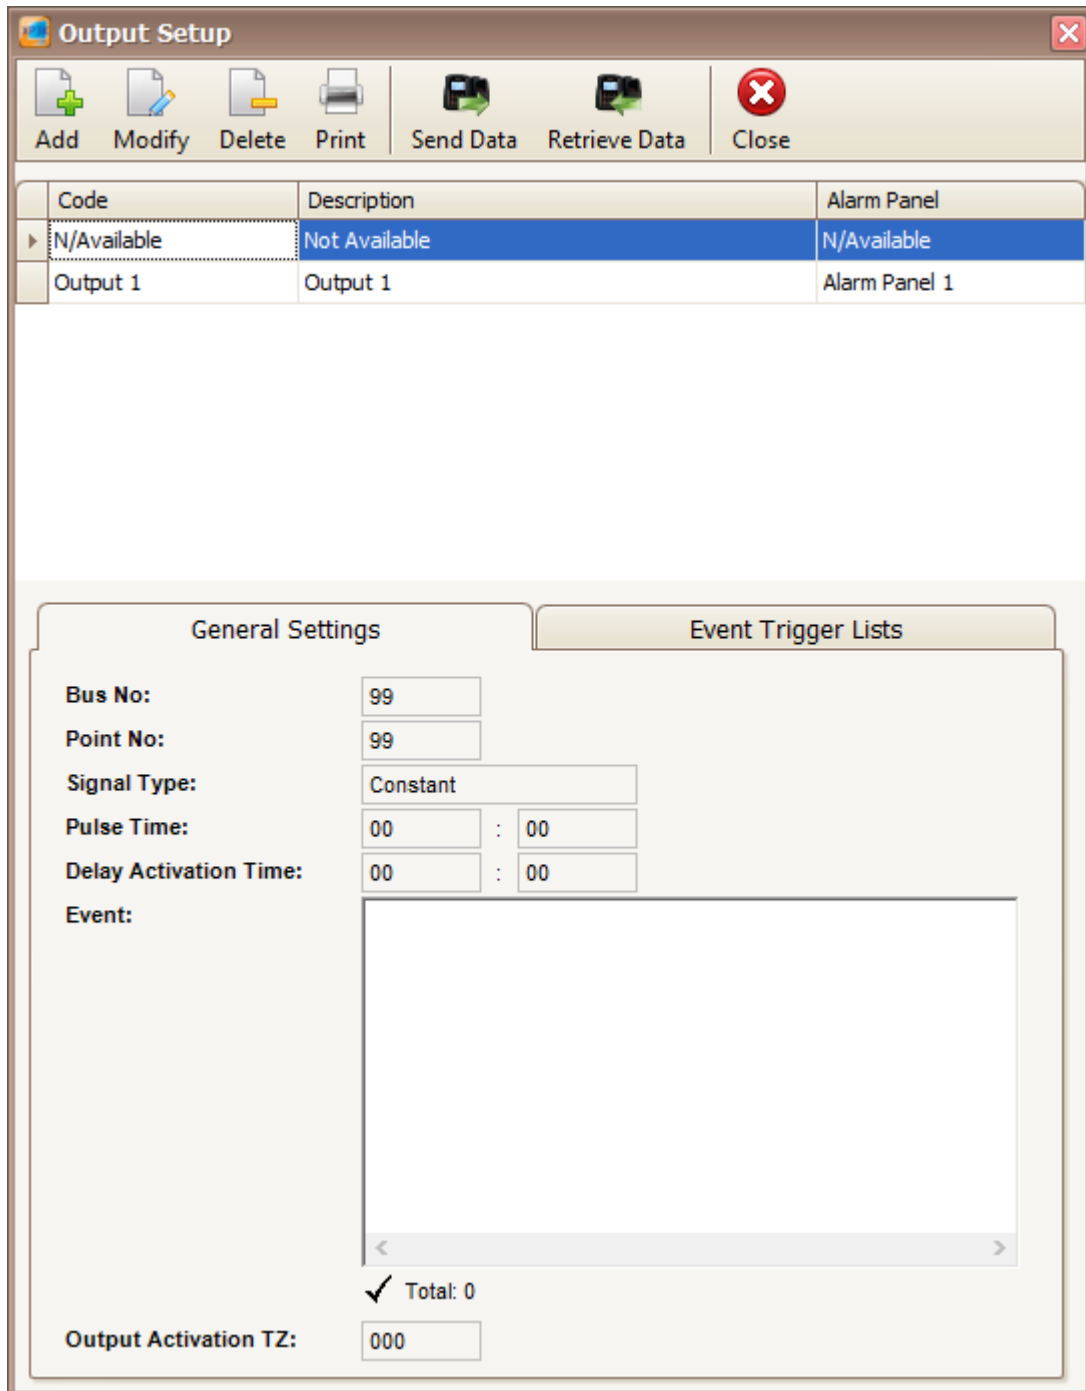 Output Setup
Add Modify Delete Print Send Data Retrieve Data Close
Code Description Alarm Panel
N/Available Not Available N/Available
Output 1 Output 1 Alarm Panel 1
General Settings Event Trigger Lists
Bus No: 99
Point No: 99
Signal Type: Constant
Pulse Time: 00 : 00
Delay Activation Time: 00 : 00
Event:
Total: 0
Output Activation TZ: 000